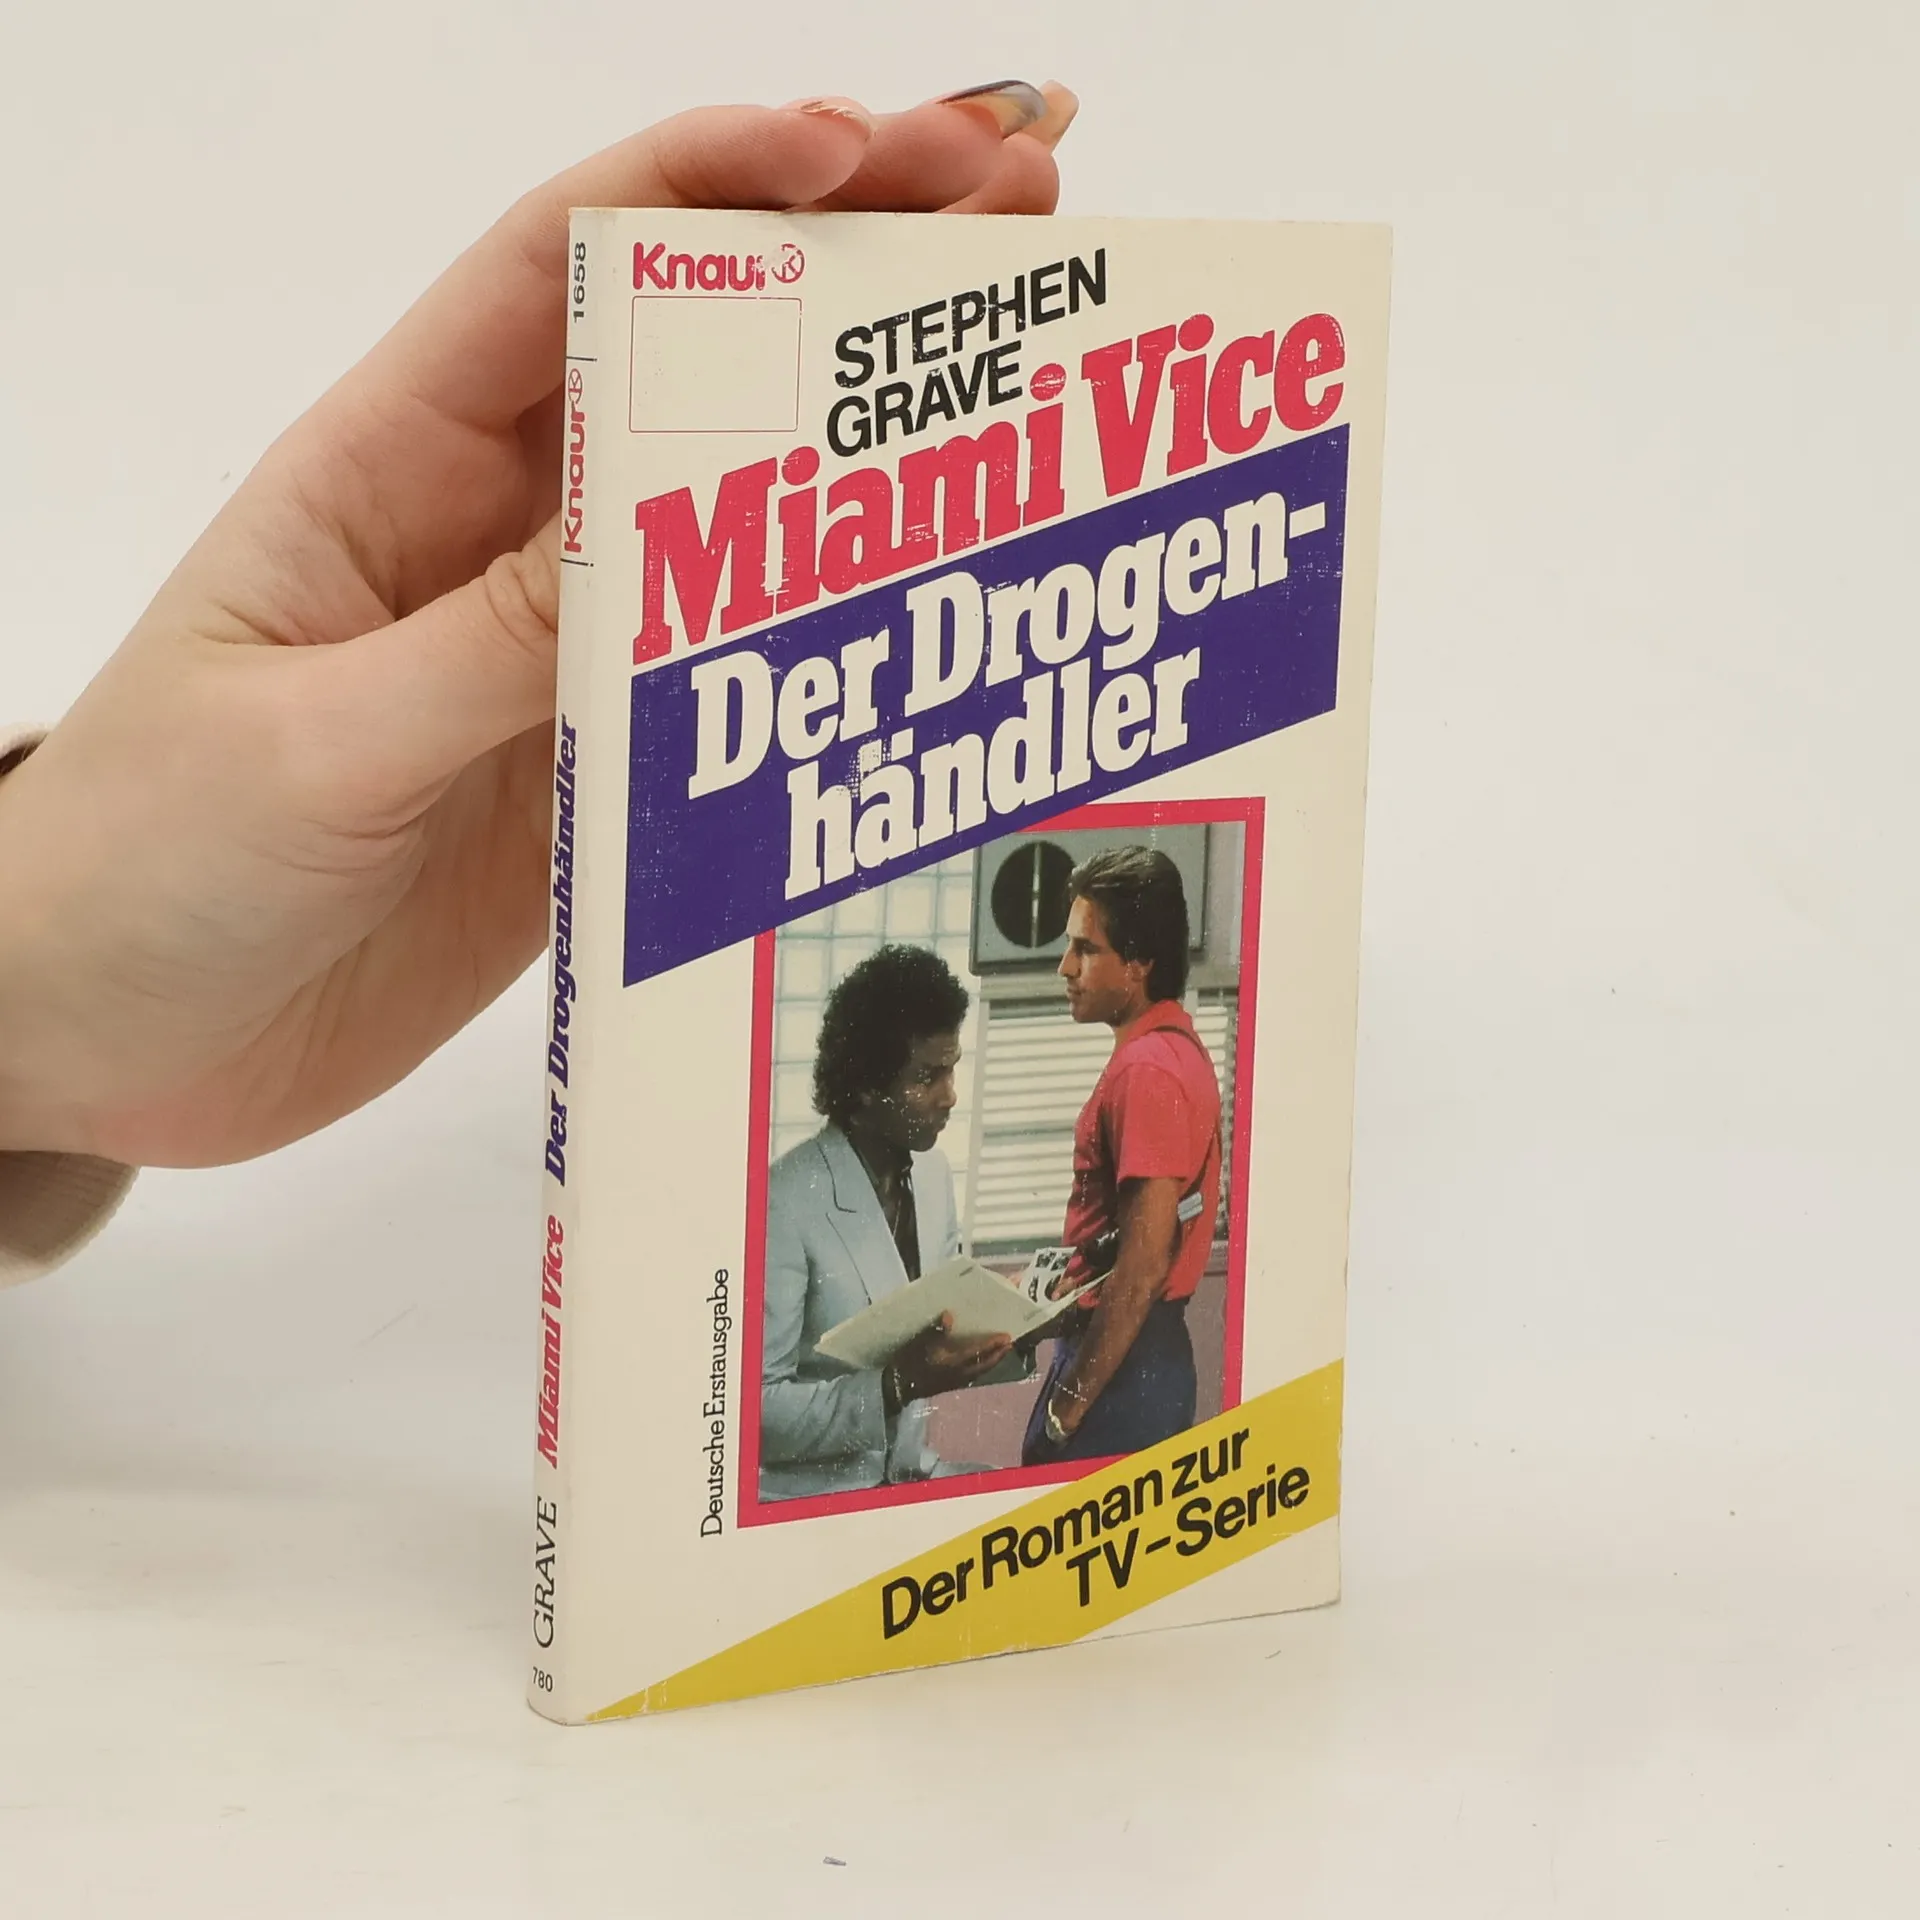 Knaur
STEPHEN
GRAVE
Miami Vice
Der Drogen-
händler
Deutsche Erstausgabe
Der Roman zur
TV-Serie
1658
Knaur
Der Drogenhändler
Miami Vice
GRAVE
780